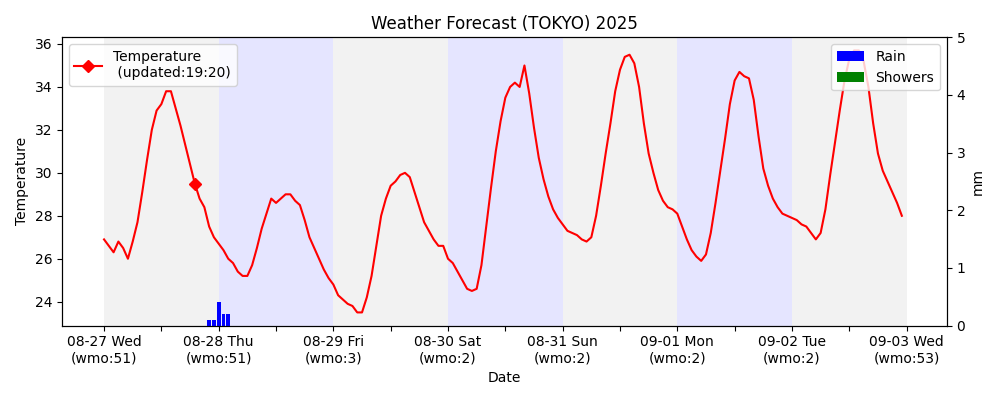 Weather Forecast (TOKYO) 2025
Temperature
(updated:19:20)
Rain
Showers
36
34
32
30
28
26
24
Temperature
5
4
3
2
1
0
mm
08-27 Wed 08-28 Thu 08-29 Fri 08-30 Sat 08-31 Sun 09-01 Mon 09-02 Tue 09-03 Wed
(wmo:51) (wmo:51) (wmo:3) (wmo:2) (wmo:2) (wmo:2) (wmo:2) (wmo:53)
Date